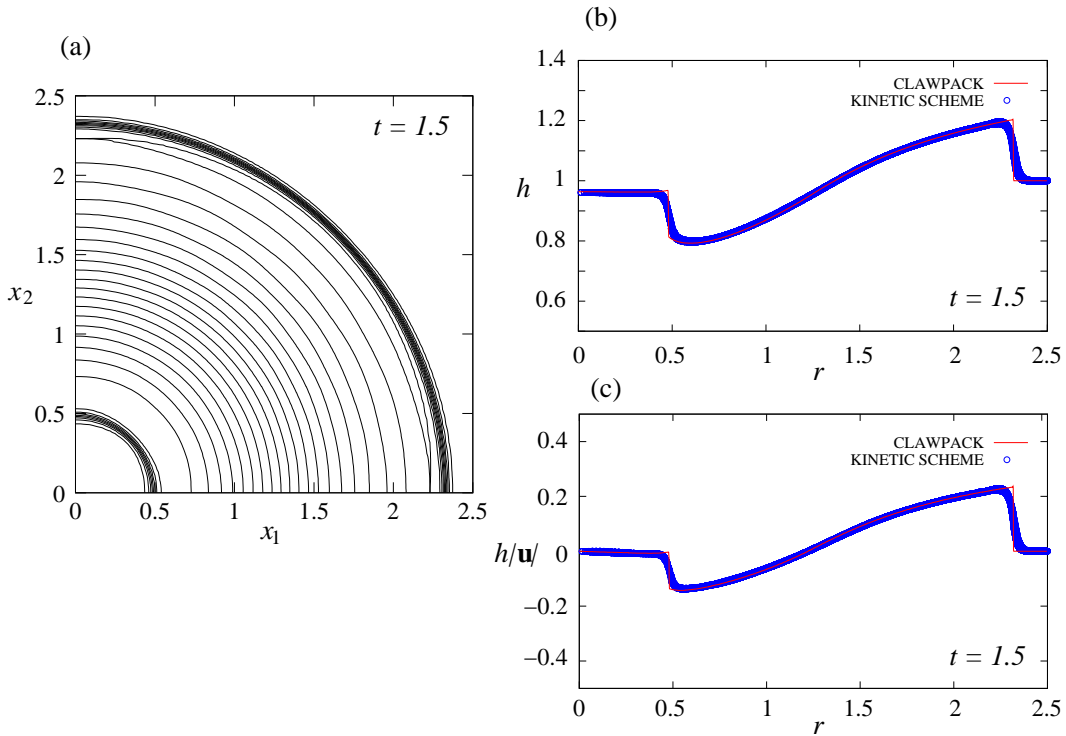 (a)
2.5
2
1.5
1
0.5
0
x2
t = 1.5
0 0.5 1 1.5 2 2.5
x1
(b)
1.4
1.2
1
0.8
0.6
h
CLAWPACK
KINETIC SCHEME
t = 1.5
0 0.5 1 1.5 2 2.5
r
(c)
0.4
0.2
0
−0.2
−0.4
h/u/
CLAWPACK
KINETIC SCHEME
t = 1.5
0 0.5 1 1.5 2 2.5
r